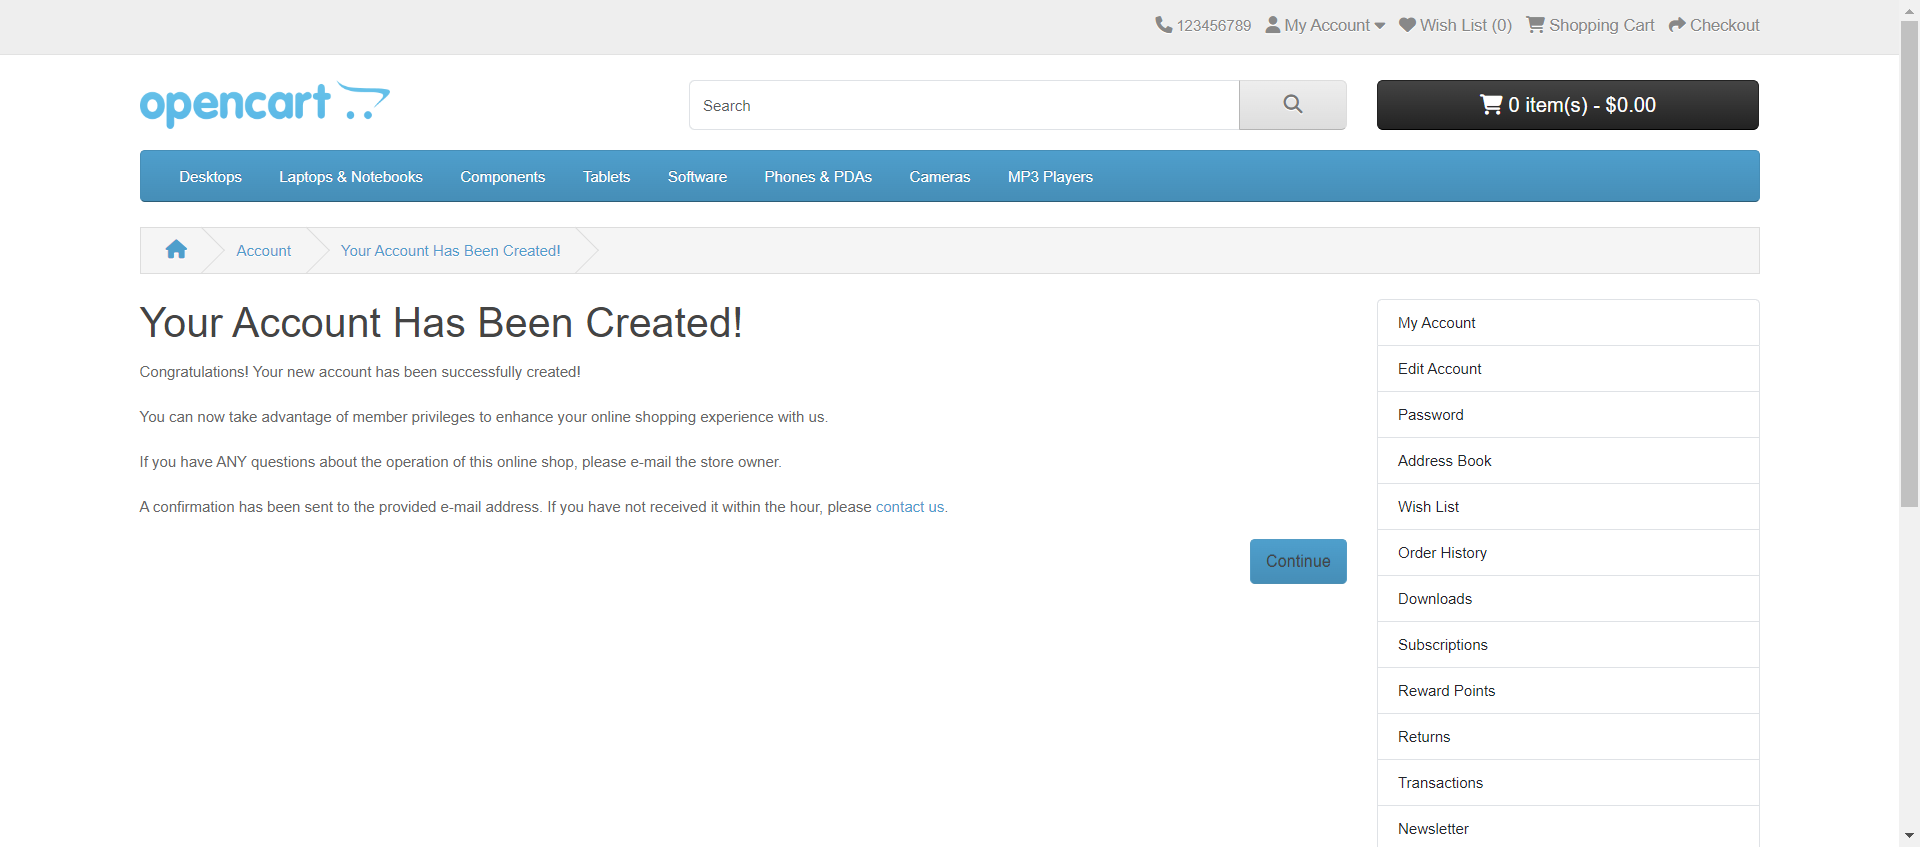 123456789 My Account Wish List (0) Shopping Cart Checkout
opencart
Search
0 item(s) - $0.00
Desktops Laptops & Notebooks Components Tablets Software Phones & PDAs Cameras MP3 Players
Account Your Account Has Been Created!
Your Account Has Been Created!
Congratulations! Your new account has been successfully created!
You can now take advantage of member privileges to enhance your online shopping experience with us.
If you have ANY questions about the operation of this online shop, please e-mail the store owner.
A confirmation has been sent to the provided e-mail address. If you have not received it within the hour, please contact us.
Continue
My Account
Edit Account
Password
Address Book
Wish List
Order History
Downloads
Subscriptions
Reward Points
Returns
Transactions
Newsletter